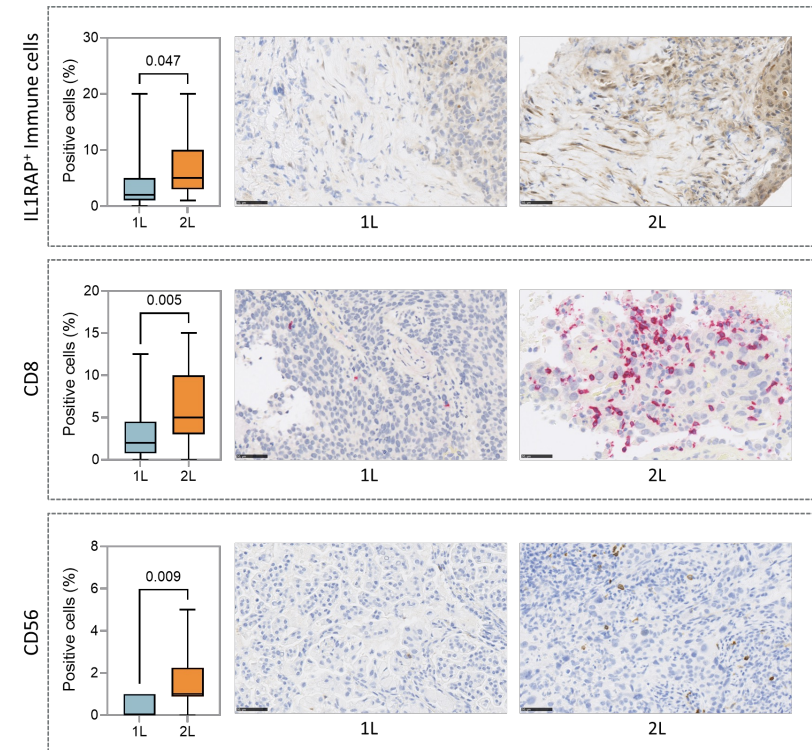 IL1RAP⁺ Immune cells
Positive cells (%)
30
20
10
0
0.047
1L
2L
1L
2L
CD8
Positive cells (%)
20
15
10
5
0
0.005
1L
2L
1L
2L
CD56
Positive cells (%)
8
6
4
2
0
0.009
1L
2L
1L
2L